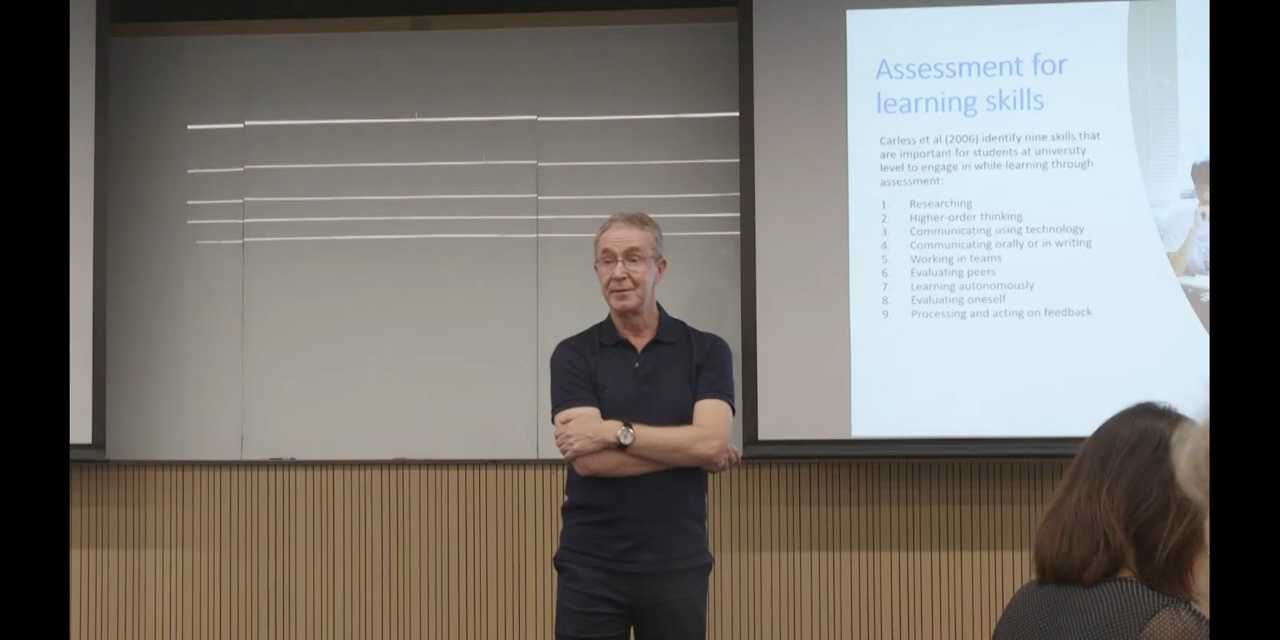 Assessment for
learning skills
Carless et al (2006) identify nine skills that
are important for students at university
level to engage in while learning through
assessment:
1. Researching
2. Higher-order thinking
3. Communicating using technology
4. Communicating orally or in writing
5. Working in teams
6. Evaluating peers
7. Learning autonomously
8. Evaluating oneself
9. Processing and acting on feedback